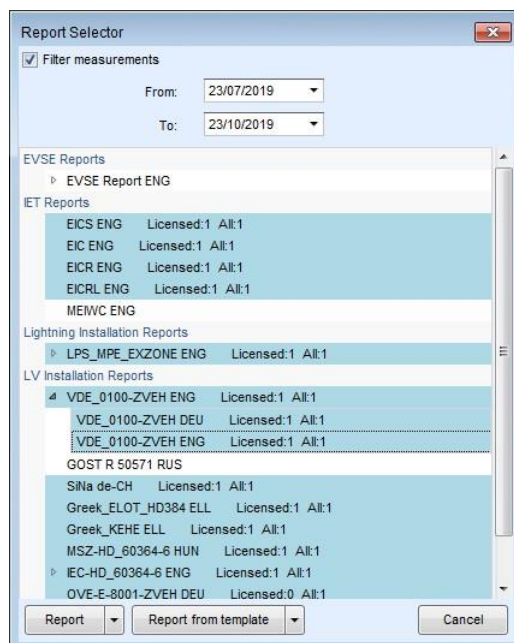 Report Selector
Filter measurements
From: 23/07/2019
To: 23/10/2019
EVSE Reports
EVSE Report ENG
IET Reports
EICS ENG Licensed:1 All:1
EIC ENG Licensed:1 All:1
EICR ENG Licensed:1 All:1
EICRL ENG Licensed:1 All:1
MEIWC ENG
Lightning Installation Reports
LPS_MPE_EXZONE ENG Licensed:1 All:1
LV Installation Reports
VDE_0100-ZVEH ENG Licensed:1 All:1
VDE_0100-ZVEH DEU Licensed:1 All:1
VDE_0100-ZVEH ENG Licensed:1 All:1
GOST R 50571 RUS
SiNa de-CH Licensed:1 All:1
Greek_ELOT_HD384 ELL Licensed:1 All:1
Greek_KEHE ELL Licensed:1 All:1
MSZ-HD_60364-6 HUN Licensed:1 All:1
IEC-HD_60364-6 ENG Licensed:1 All:1
OVE-E-8001-ZVEH DEU Licensed:0 All:1
Report Report from template Cancel